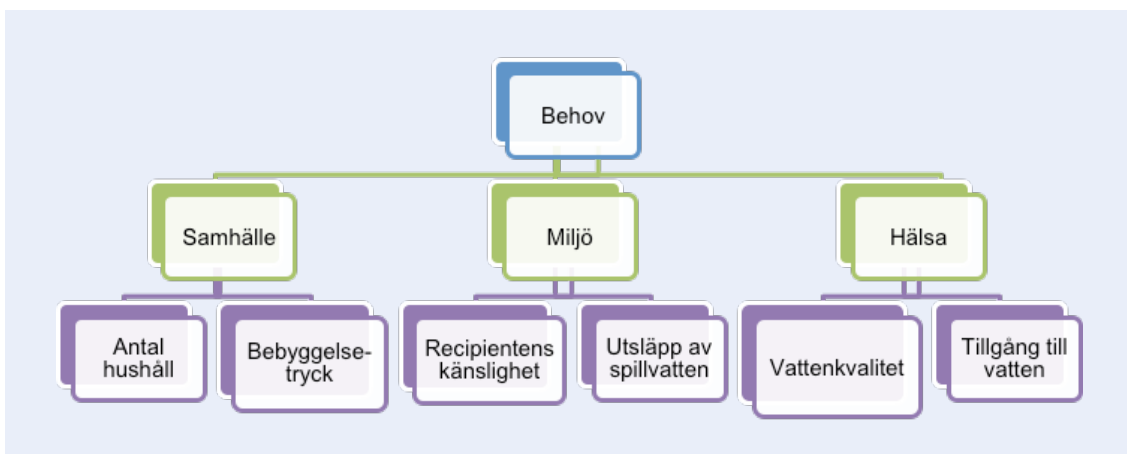 Behov
Samhälle
Miljö
Hälsa
Antal
hushåll
Bebyggelse-
tryck
Recipientens
känslighet
Utsläpp av
spillvatten
Vattenkvalitet
Tillgång till
vatten